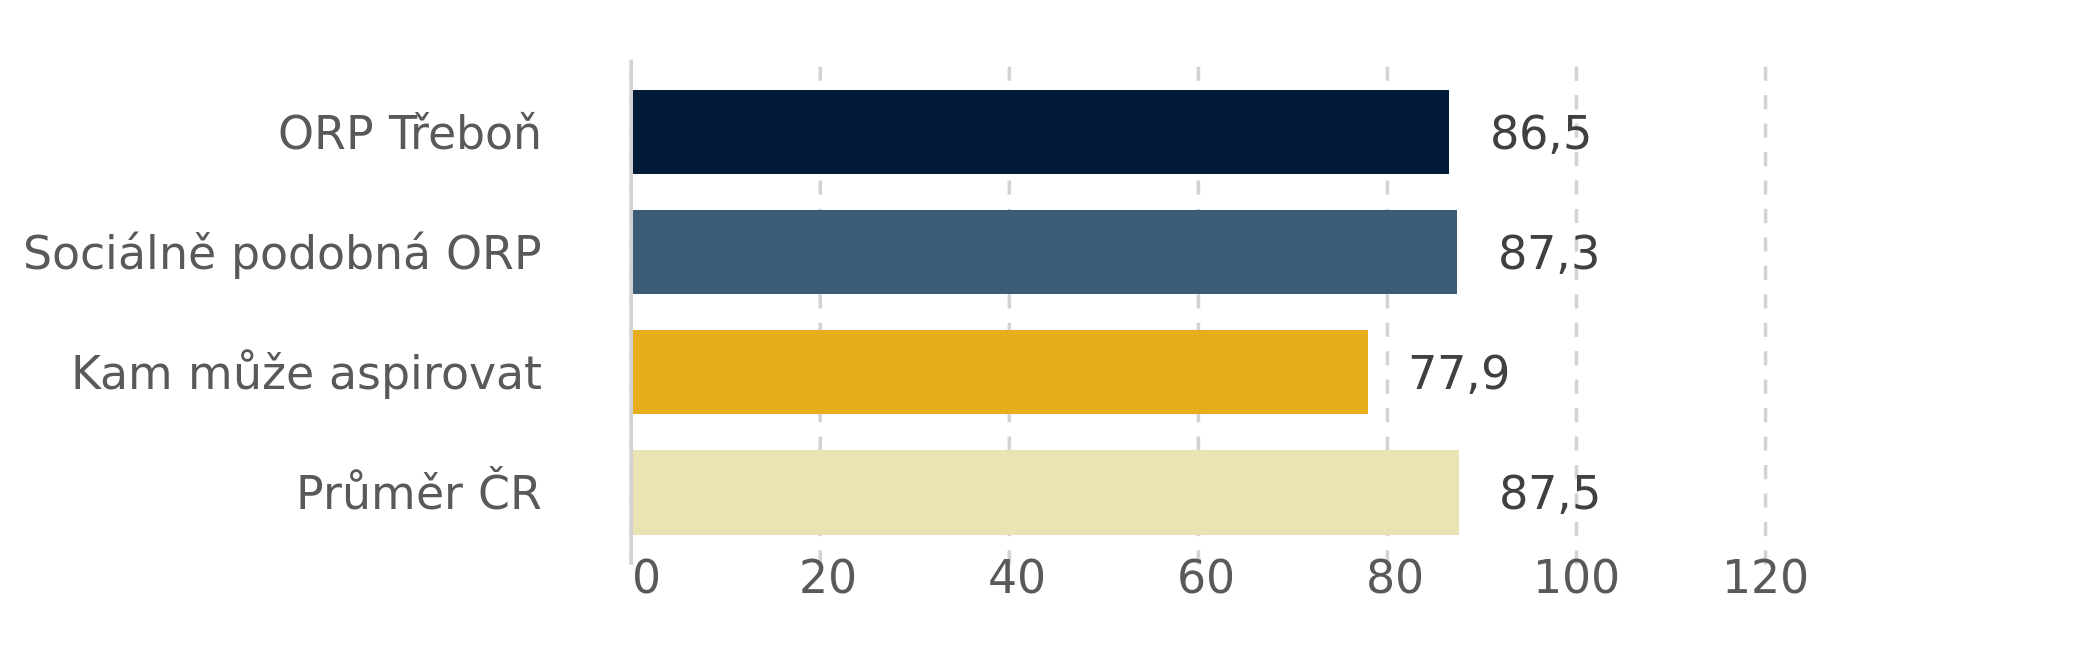 ORP Třeboň 86,5
Sociálně podobná ORP 87,3
Kam může aspirovat 77,9
Průměr ČR 87,5
0 20 40 60 80 100 120